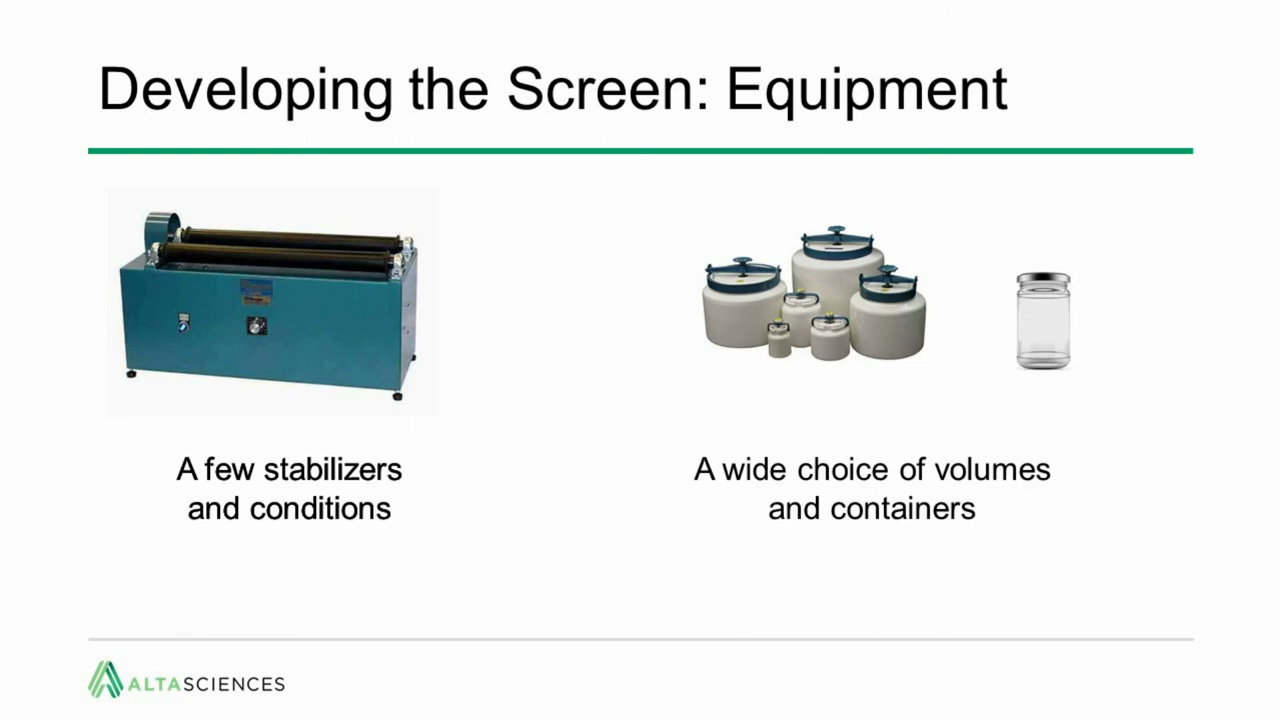 Developing the Screen: Equipment
A few stabilizers
and conditions
A wide choice of volumes
and containers
ALTASCIENCES